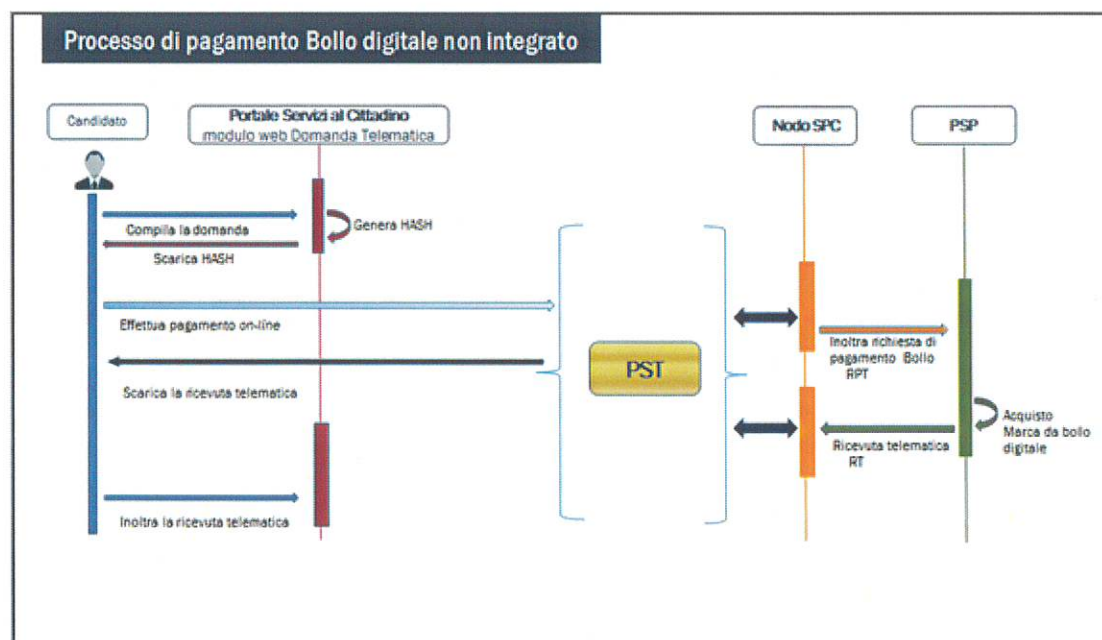 Processo di pagamento Bollo digitale non integrato
Candidato
Portale Servizi al Cittadino
modulo web Domanda Telematica
Nodo SPC
PSP
Compila la domanda
Genera HASH
Scarica HASH
Effettua pagamento on-line
Inoltra richiesta di
pagamento Bollo
RPT
PST
Scarica la ricevuta telematica
Acquisto
Marca da bollo
digitale
Ricevuta telematica
RT
Inoltra la ricevuta telematica